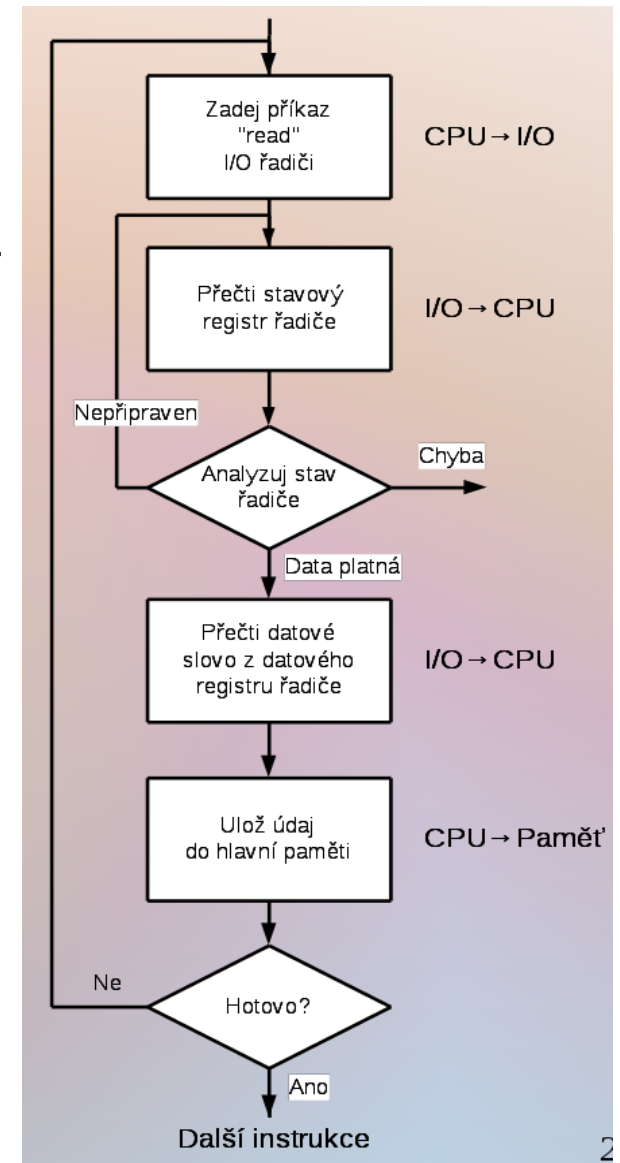 Zadej příkaz
"read"
I/O řadiči
CPU→I/O
Přečti stavový
registr řadiče
I/O→CPU
Nepřipraven
Analyzuj stav
řadiče
Chyba
Data platná
Přečti datové
slovo z datového
registru řadiče
I/O→CPU
Ulož údaj
do hlavní paměti
CPU→Paměť
Ne
Hotovo?
Ano
Další instrukce
2